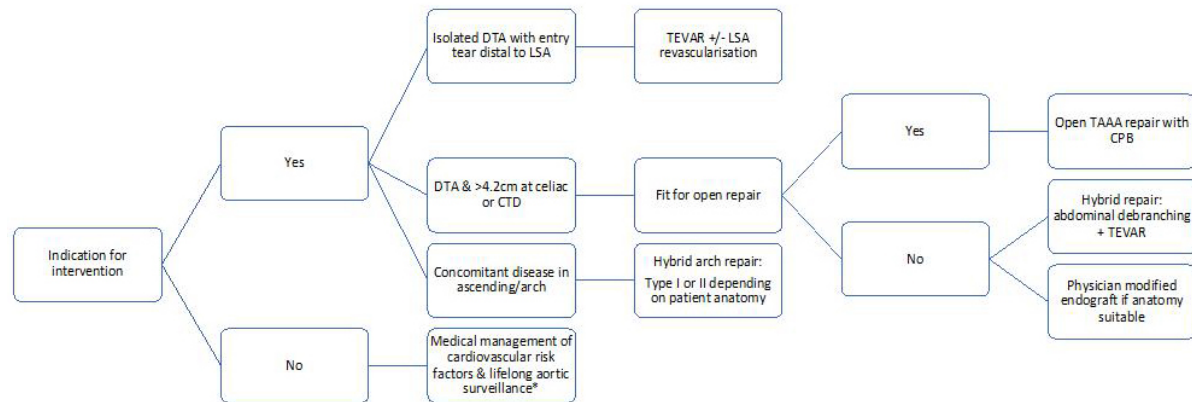 Isolated DTA with entry
tear distal to LSA
TEVAR +/- LSA
revascularisation
Yes
Yes
Open TAAA repair with
CPB
DTA & >4.2cm at celiac
or CTD
Fit for open repair
Hybrid repair:
abdominal debranching
+ TEVAR
Indication for
intervention
Concomitant disease in
ascending/arch
Hybrid arch repair:
Type I or II depending
on patient anatomy
No
Physician modified
endograft if anatomy
suitable
No
Medical management of
cardiovascular risk
factors & lifelong aortic
surveillance*